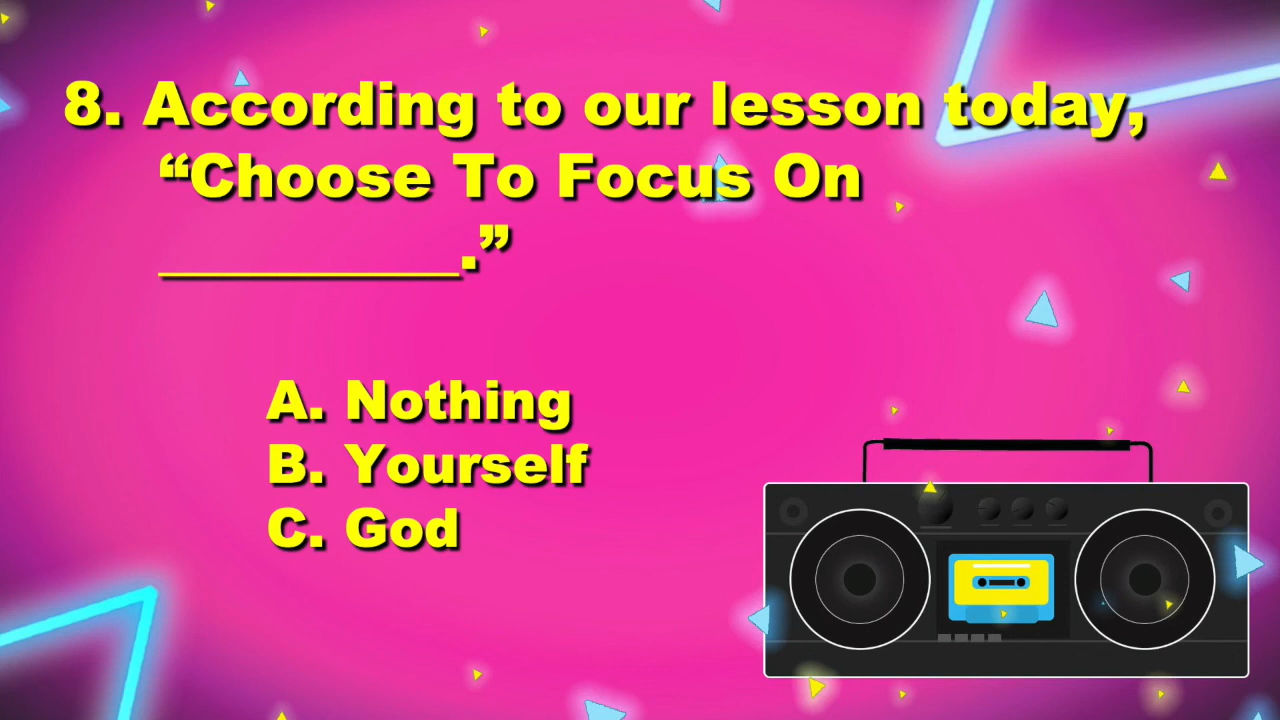 8. According to our lesson today,
“Choose To Focus On
__________.”
A. Nothing
B. Yourself
C. God